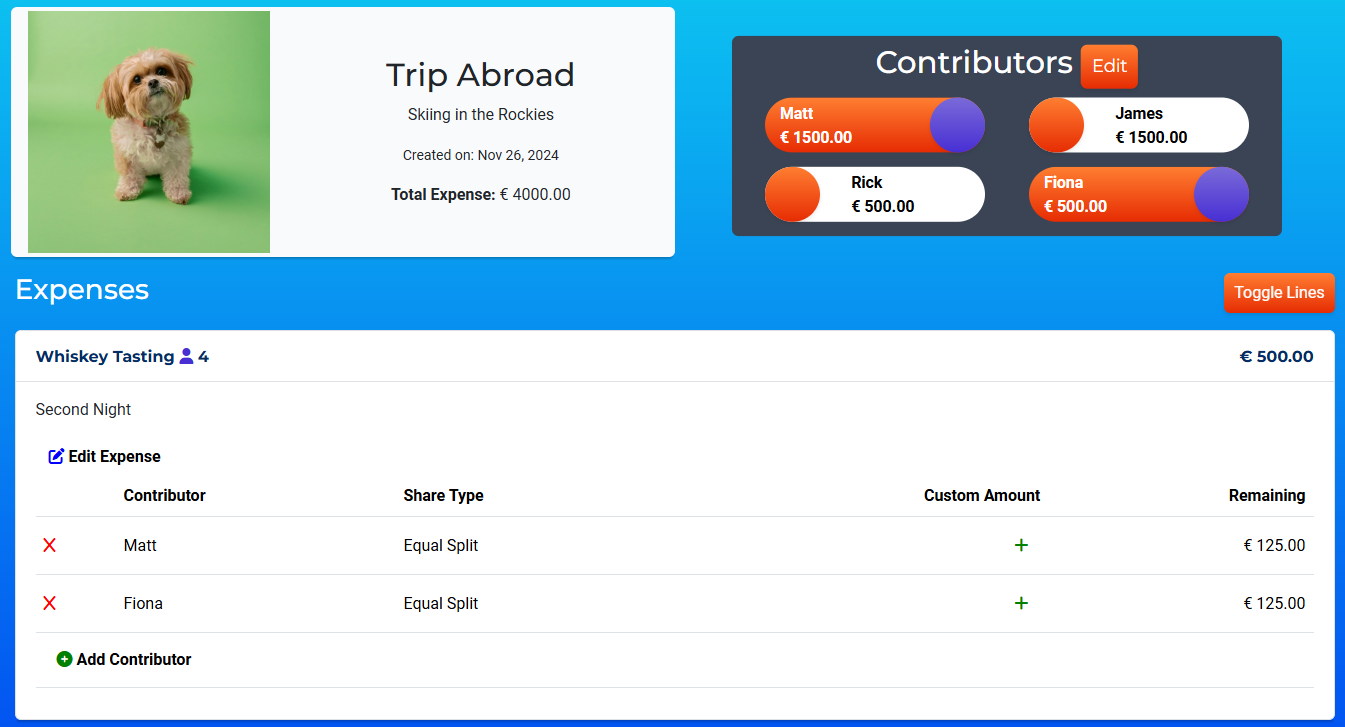 Trip Abroad
Skiing in the Rockies
Created on: Nov 26, 2024
Total Expense: € 4000.00
Contributors Edit
Matt
€ 1500.00
James
€ 1500.00
Rick
€ 500.00
Fiona
€ 500.00
Expenses
Toggle Lines
Whiskey Tasting 4
€ 500.00
Second Night
Edit Expense
Contributor Share Type Custom Amount Remaining
Matt Equal Split + € 125.00
Fiona Equal Split + € 125.00
Add Contributor